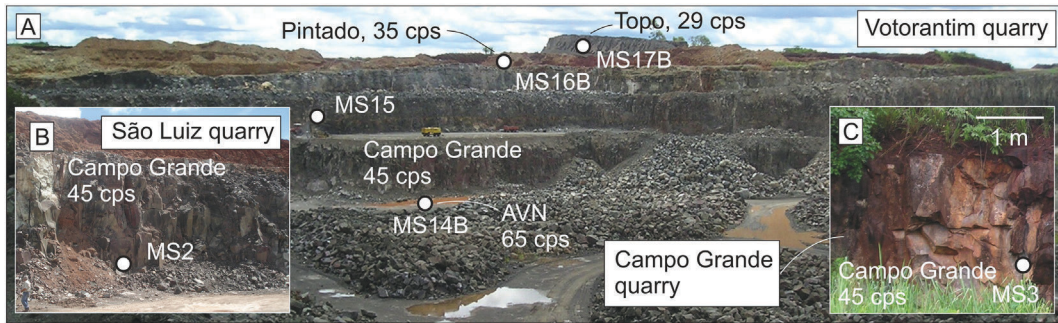 A
Pintado, 35 cps
Topo, 29 cps
Votorantim quarry
MS17B
MS16B
MS15
B
São Luiz quarry
Campo Grande
45 cps
MS2
Campo Grande
45 cps
MS14B
AVN
65 cps
Campo Grande
quarry
C
1 m
Campo Grande
45 cps
MS3